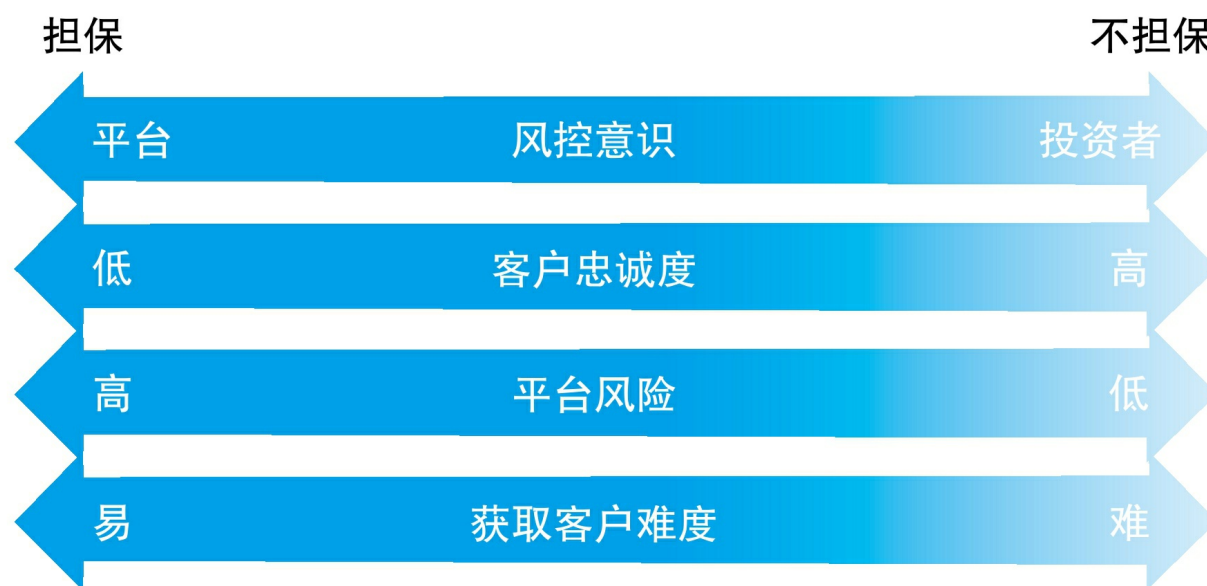 担保 不担保
平台 风控意识 投资者
低 客户忠诚度 高
高 平台风险 低
易 获取客户难度 难